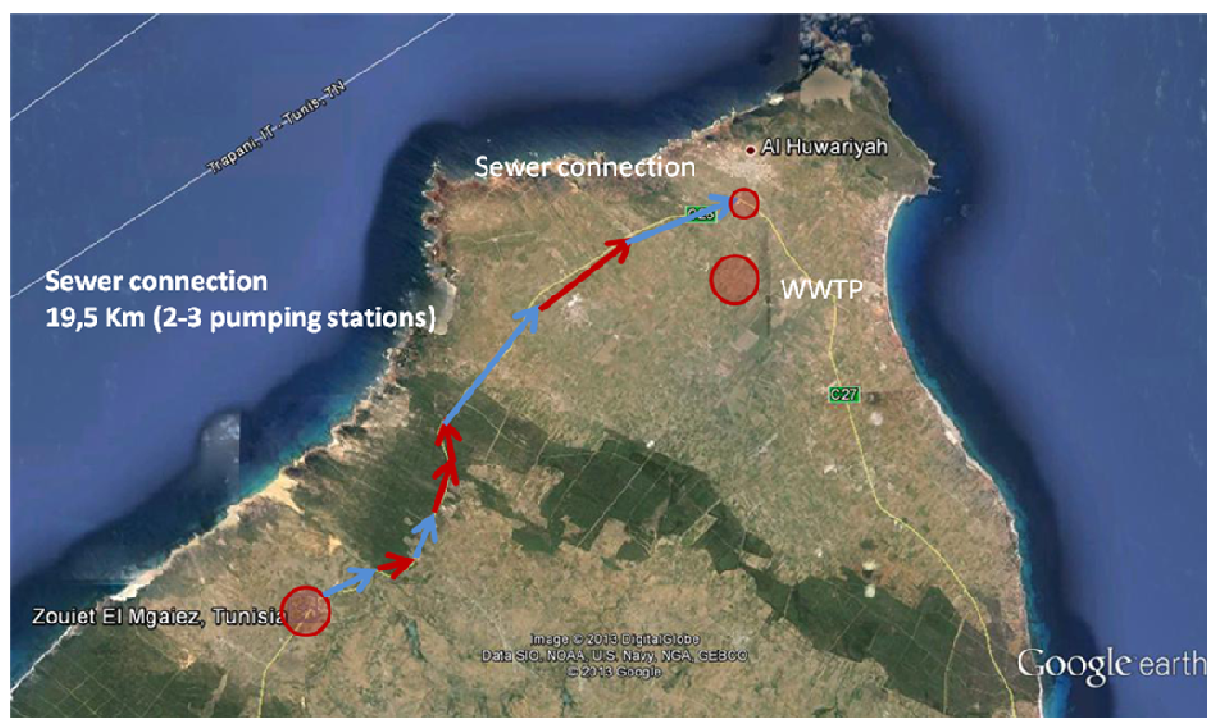 Trapani, IT - Tunis, TN
Al Huwariyah
Sewer connection
WWTP
Sewer connection
19,5 Km (2-3 pumping stations)
C27
Zouiet El Mgaiez, Tunisia
Image © 2013 DigitalGlobe
Data SIO, NOAA, U.S. Navy, NGA, GEBCO
© 2013 Google
Google earth